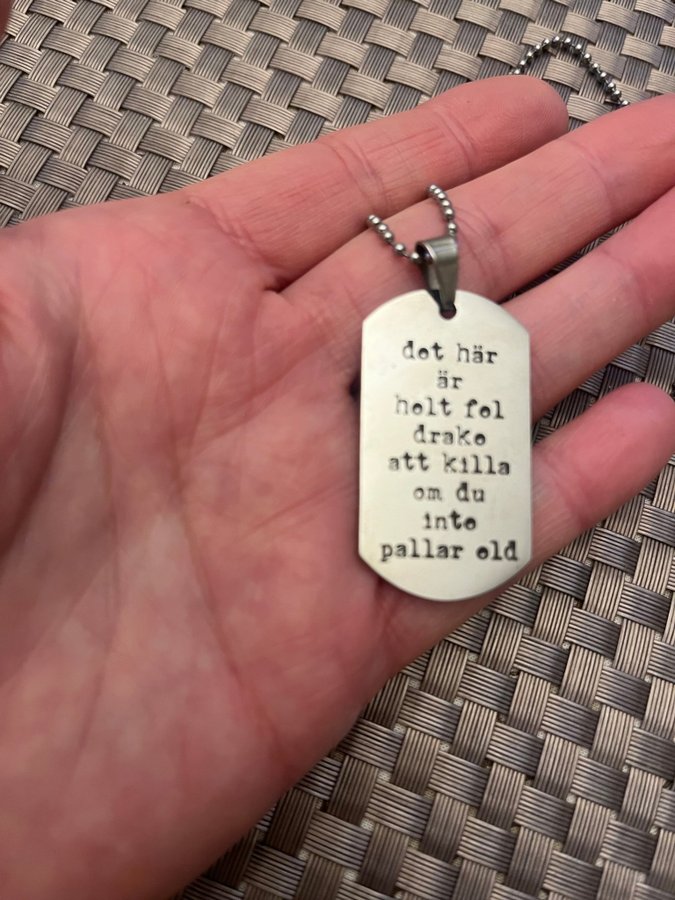 det här
är
helt fel
drake
att killa
om du
inte
pallar eld